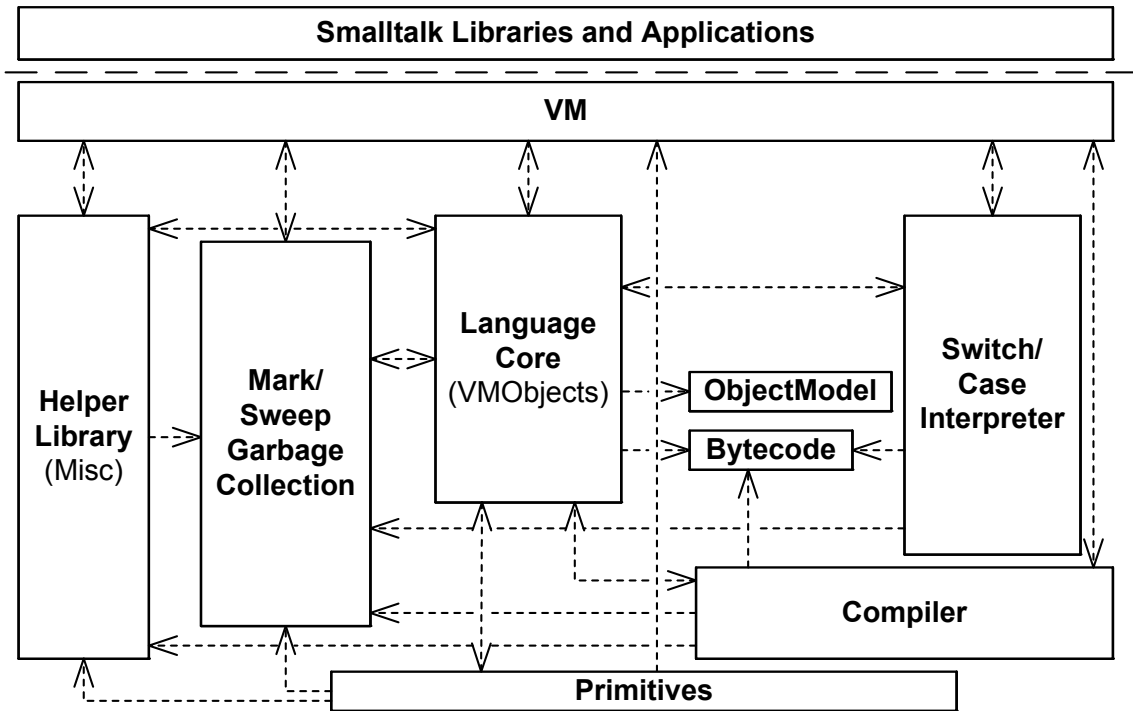 Smalltalk Libraries and Applications
VM
Helper
Library
(Misc)
Mark/
Sweep
Garbage
Collection
Language
Core
(VMObjects)
ObjectModel
Bytecode
Switch/
Case
Interpreter
Compiler
Primitives